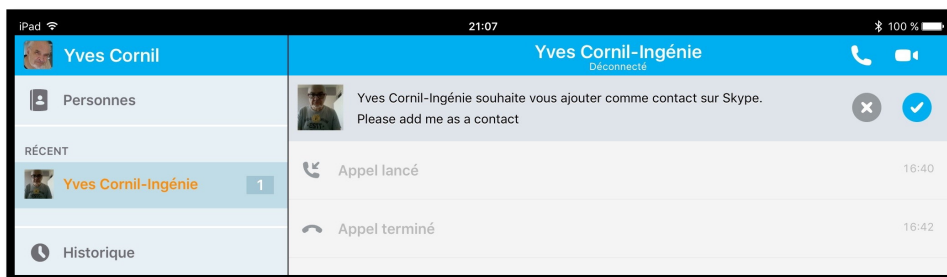 iPad 21:07 100 %
Yves Cornil
Yves Cornil-Ingénie
Déconnecté
Personnes
Yves Cornil-Ingénie souhaite vous ajouter comme contact sur Skype.
Please add me as a contact
RÉCENT
Yves Cornil-Ingénie 1
Appel lancé 16:40
Appel terminé 16:42
Historique